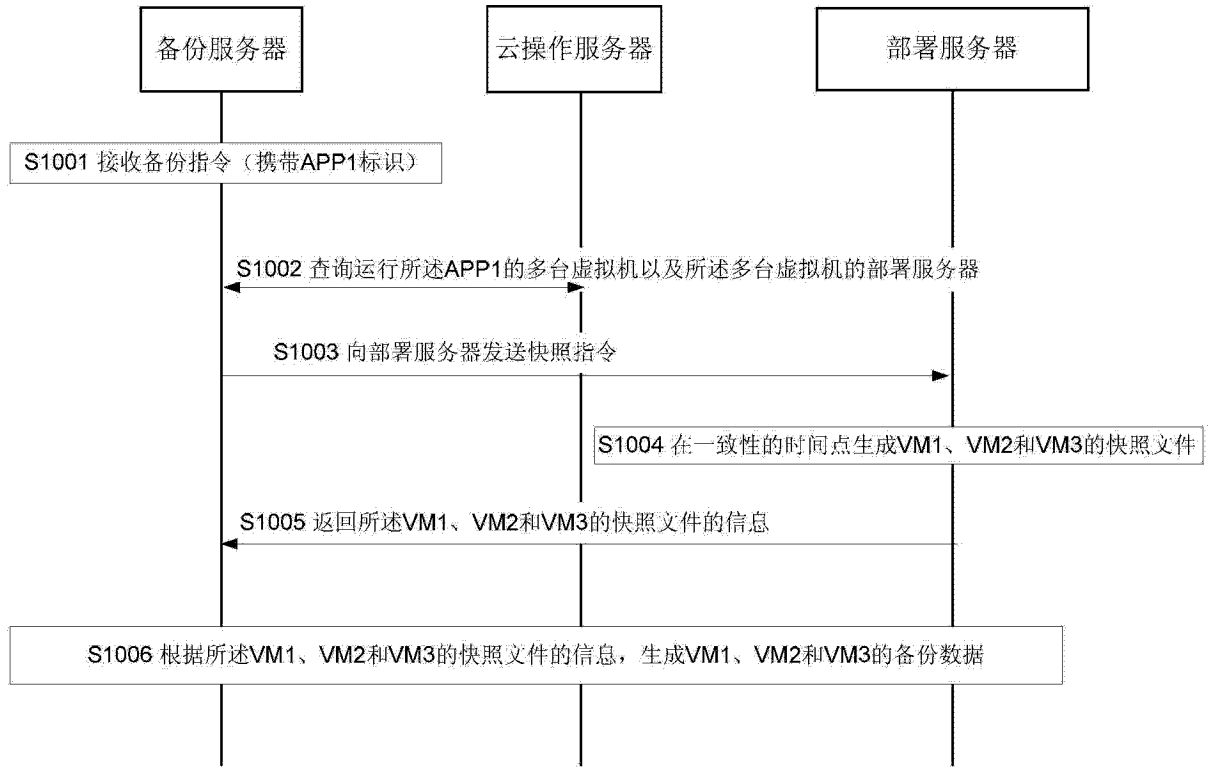 备份服务器
云操作服务器
部署服务器
S1001 接收备份指令（携带APP1标识）
S1002 查询运行所述APP1的多台虚拟机以及所述多台虚拟机的部署服务器
S1003 向部署服务器发送快照指令
S1004 在一致性的时间点生成VM1、VM2和VM3的快照文件
S1005 返回所述VM1、VM2和VM3的快照文件的信息
S1006 根据所述VM1、VM2和VM3的快照文件的信息，生成VM1、VM2和VM3的备份数据